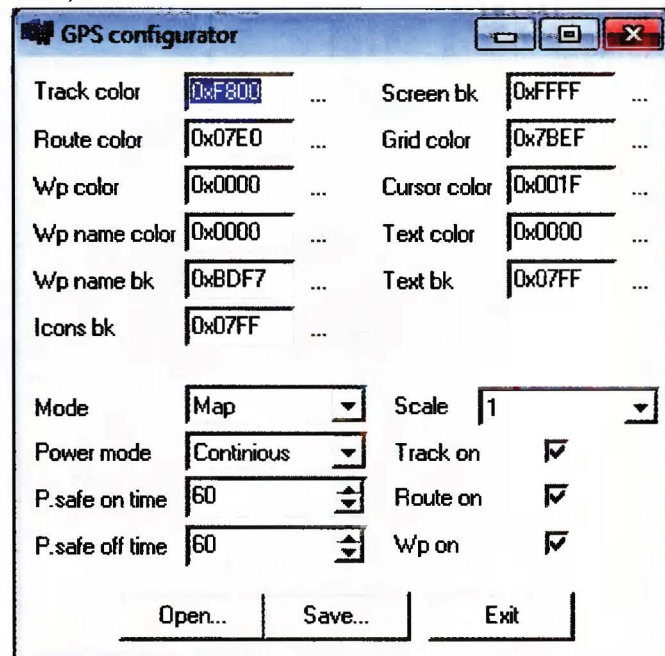 GPS configurator
Track color 0xF800 ... Screen bk 0xFFFF ...
Route color 0x07E0 ... Grid color 0x7BEF ...
Wp color 0x0000 ... Cursor color 0x001F ...
Wp name color 0x0000 ... Text color 0x0000 ...
Wp name bk 0xBDF7 ... Text bk 0x07FF ...
Icons bk 0x07FF ...
Mode Map Scale 1
Power mode Continious Track on
P.safe on time 60 Route on
P.safe off time 60 Wp on
Open... Save... Exit